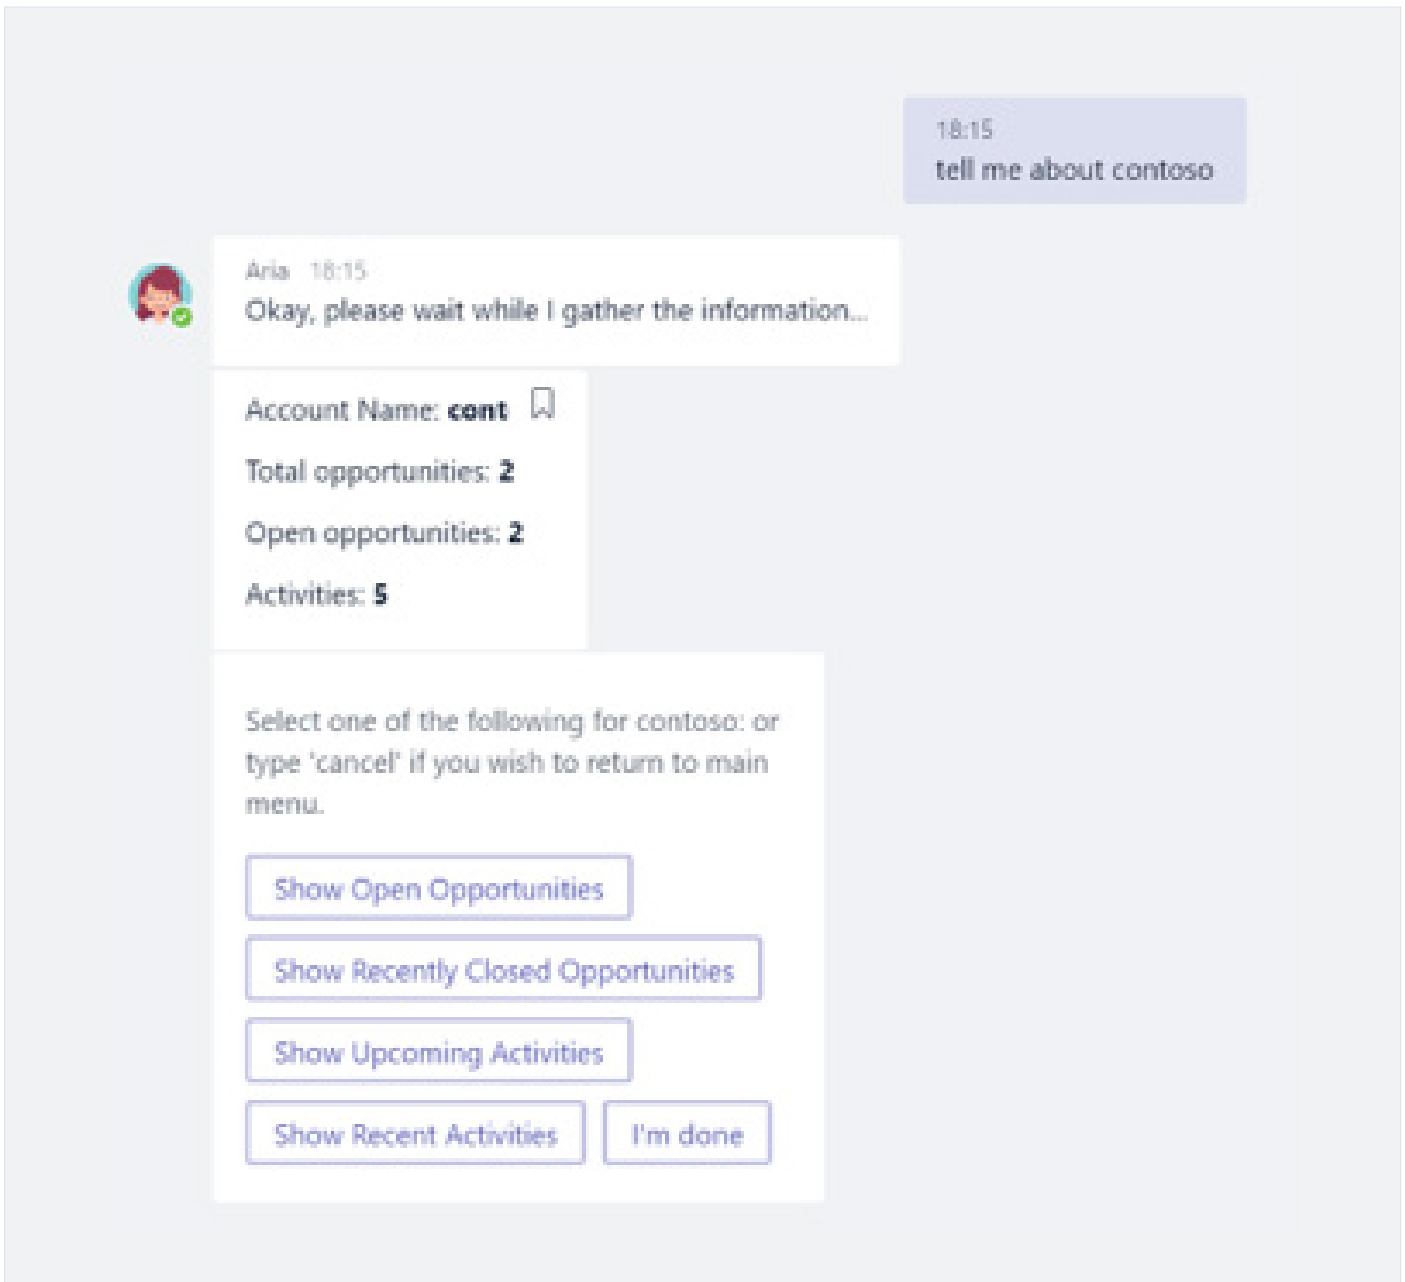 18:15
tell me about contoso
Aria 18:15
Okay, please wait while I gather the information...
Account Name: cont
Total opportunities: 2
Open opportunities: 2
Activities: 5
Select one of the following for contoso: or
type 'cancel' if you wish to return to main
menu.
Show Open Opportunities
Show Recently Closed Opportunities
Show Upcoming Activities
Show Recent Activities
I'm done